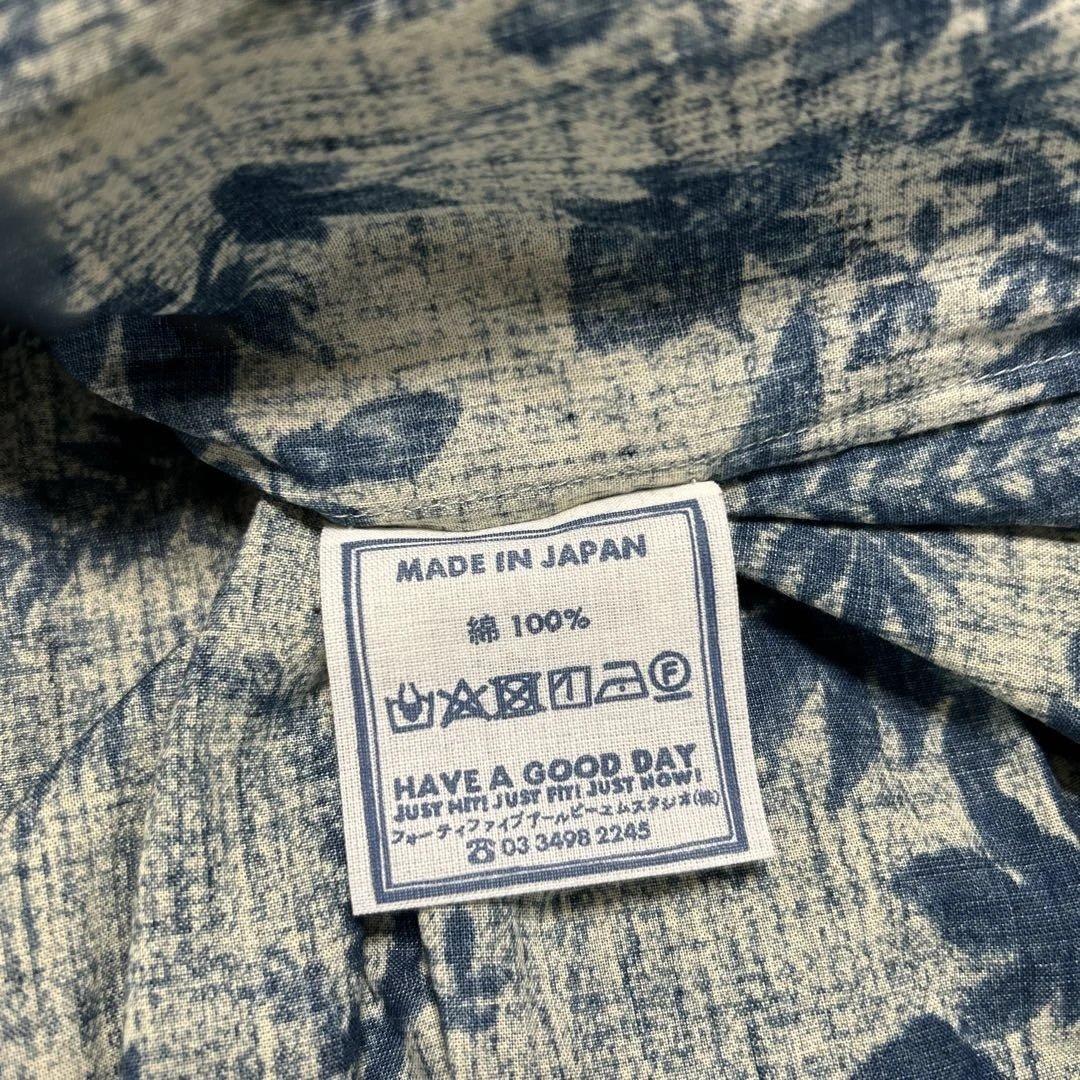 MADE IN JAPAN
綿 100%
F
HAVE A GOOD DAY
JUST HIT! JUST FIT! JUST NOW!
フォーティファイブアールピーエムスタジオ(株)
☎ 03 3498 2245